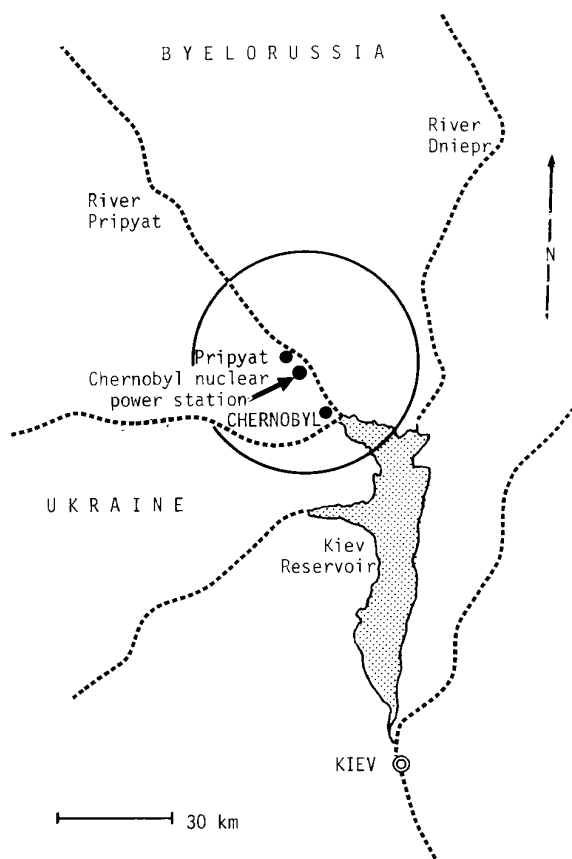 BYELORUSSIA
River
Dniepr
River
Pripyat
N
Pripyat
Chernobyl nuclear
power station
CHERNOBYL
UKRAINE
Kiev
Reservoir
KIEV
30 km